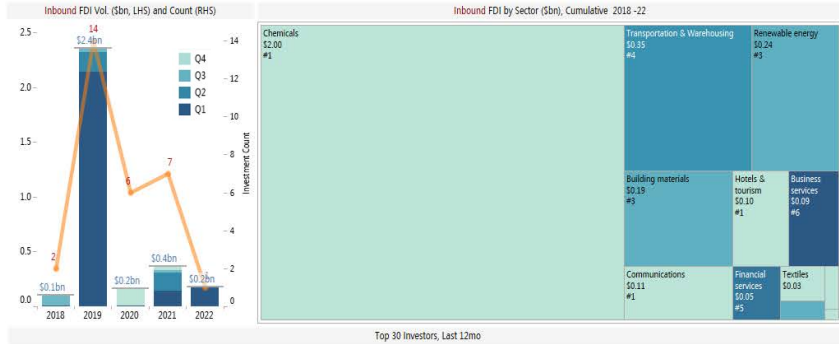 Inbound FDI Vol. ($bn, LHS) and Count (RHS)
2.5
2.0
1.5
1.0
0.5
0.0
14
12
10
8
6
4
2
0
Investment Count
14
$2.4bn
Q4
Q3
Q2
Q1
2
$0.1bn
6
$0.2bn
7
$0.4bn
$0.2bn
2018
2019
2020
2021
2022
Inbound FDI by Sector ($bn), Cumulative 2018 -22
Chemicals
$2.00
#1
Transportation & Warehousing
$0.35
#4
Renewable energy
$0.24
#3
Building materials
$0.19
#3
Hotels &
tourism
$0.10
#1
Business
services
$0.09
#6
Communications
$0.11
#1
Financial
services
$0.05
#5
Textiles
$0.03
Top 30 Investors, Last 12mo